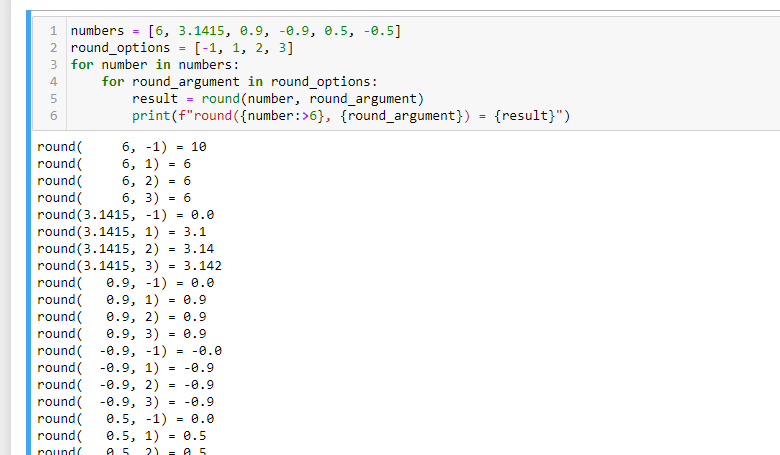 1 numbers = [6, 3.1415, 0.9, -0.9, 0.5, -0.5]
2 round_options = [-1, 1, 2, 3]
3 for number in numbers:
4     for round_argument in round_options:
5         result = round(number, round_argument)
6         print(f"round({number:>6}, {round_argument}) = {result}")
round(     6, -1) = 10
round(     6, 1) = 6
round(     6, 2) = 6
round(     6, 3) = 6
round(3.1415, -1) = 0.0
round(3.1415, 1) = 3.1
round(3.1415, 2) = 3.14
round(3.1415, 3) = 3.142
round(   0.9, -1) = 0.0
round(   0.9, 1) = 0.9
round(   0.9, 2) = 0.9
round(   0.9, 3) = 0.9
round(  -0.9, -1) = -0.0
round(  -0.9, 1) = -0.9
round(  -0.9, 2) = -0.9
round(  -0.9, 3) = -0.9
round(   0.5, -1) = 0.0
round(   0.5, 1) = 0.5
round(   0.5, 2) = 0.5